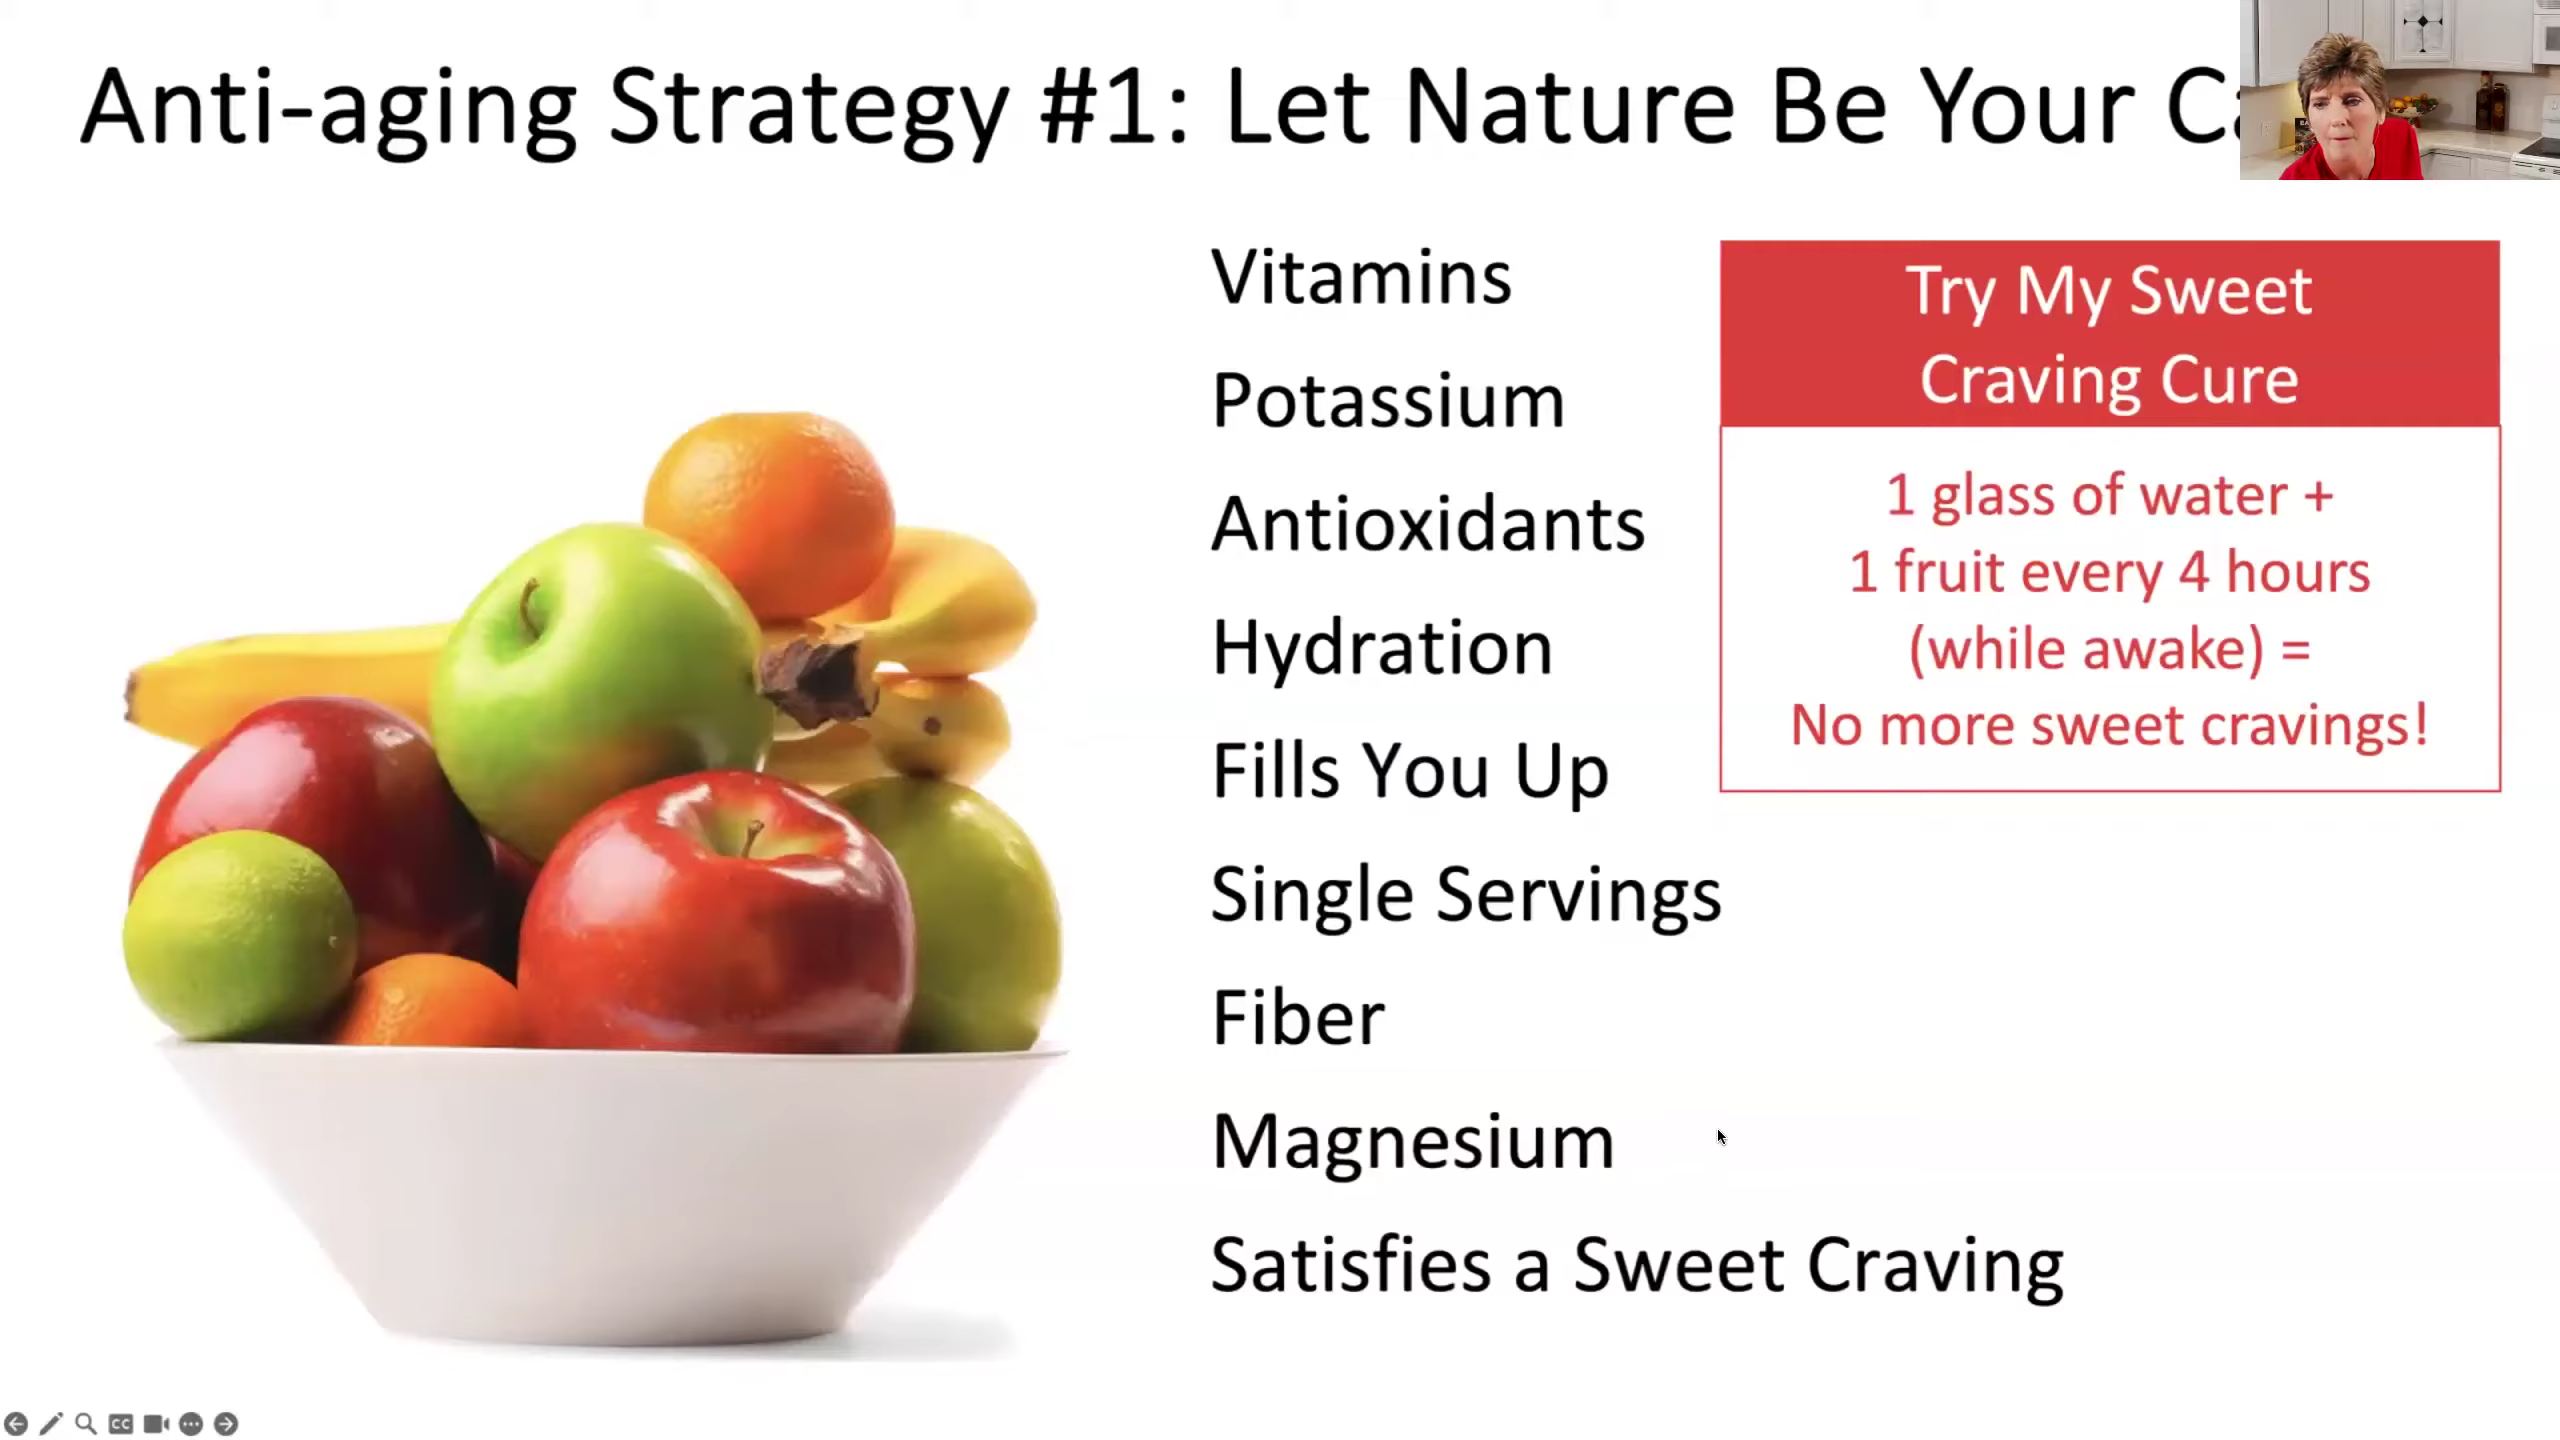 Anti-aging Strategy #1: Let Nature Be Your
Vitamins
Potassium
Antioxidants
Hydration
Fills You Up
Single Servings
Fiber
Magnesium
Satisfies a Sweet Craving
Try My Sweet
Craving Cure
1 glass of water +
1 fruit every 4 hours
(while awake) =
No more sweet cravings!
CC